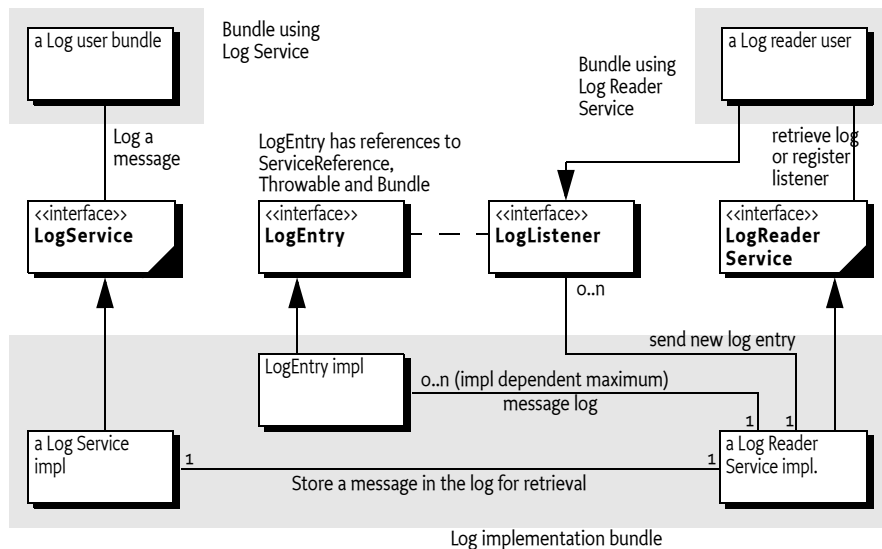 a Log user bundle
Bundle using
Log Service
a Log reader user
Bundle using
Log Reader
Service
Log a
message
LogEntry has references to
ServiceReference,
Throwable and Bundle
retrieve log
or register
listener
<<interface>>
LogService
<<interface>>
LogEntry
<<interface>>
LogListener
<<interface>>
LogReader
Service
0..n
send new log entry
LogEntry impl
0..n (impl dependent maximum)
message log
1
1
a Log Service
impl
1
Store a message in the log for retrieval
1
a Log Reader
Service impl.
Log implementation bundle